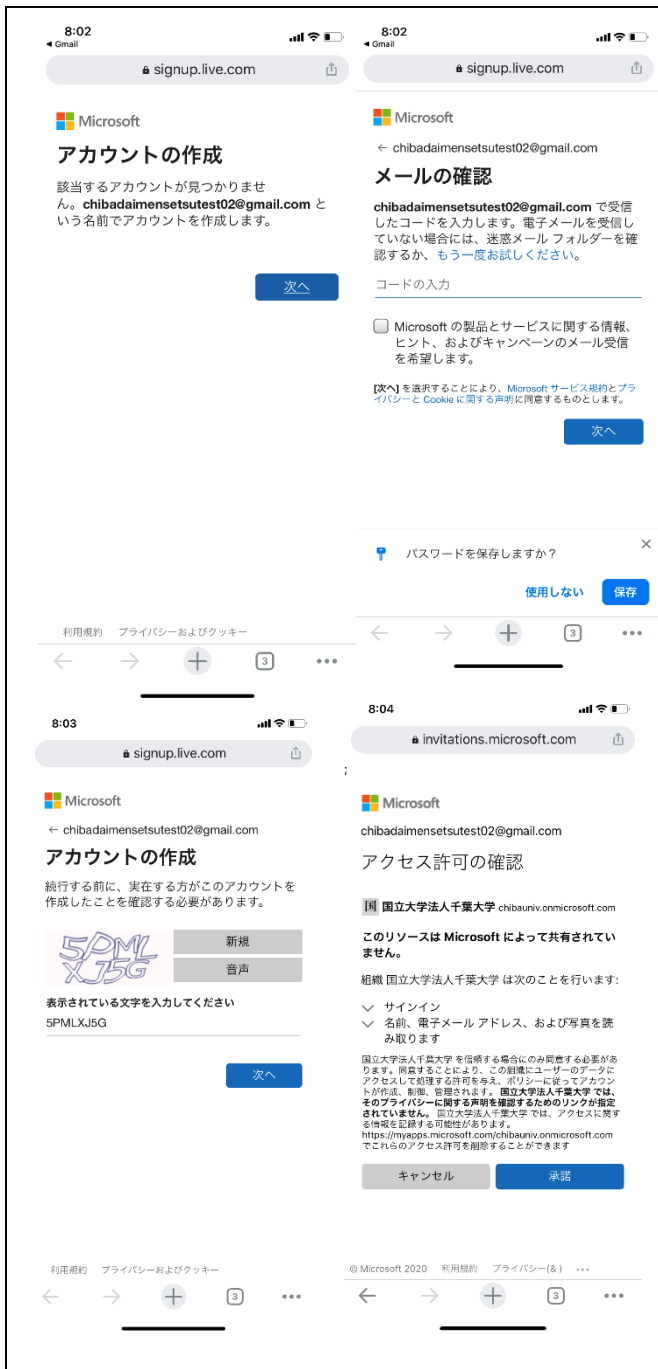 8:02
◀ Gmail
signup.live.com
Microsoft
アカウントの作成
該当するアカウントが見つかりませ
ん。chibadaimensetsutest02@gmail.com と
いう名前でアカウントを作成します。
次へ
利用規約 プライバシーおよびクッキー
3
8:02
◀ Gmail
signup.live.com
Microsoft
← chibadaimensetsutest02@gmail.com
メールの確認
chibadaimensetsutest02@gmail.com で受信
したコードを入力します。電子メールを受信し
ていない場合には、迷惑メール フォルダーを確
認するか、もう一度お試しください。
コードの入力
Microsoft の製品とサービスに関する情報、
ヒント、およびキャンペーンのメール受信
を希望します。
[次へ] を選択することにより、Microsoft サービス規約とプラ
イバシーと Cookie に関する声明に同意するものとします。
次へ
パスワードを保存しますか？
使用しない 保存
3
8:03
signup.live.com
Microsoft
← chibadaimensetsutest02@gmail.com
アカウントの作成
続行する前に、実在する方がこのアカウントを
作成したことを確認する必要があります。
5PML
XJ5G
新規
音声
表示されている文字を入力してください
5PMLXJ5G
次へ
利用規約 プライバシーおよびクッキー
3
8:04
invitations.microsoft.com
;
Microsoft
chibadaimensetsutest02@gmail.com
アクセス許可の確認
国 国立大学法人千葉大学 chibauniv.onmicrosoft.com
このリソースは Microsoft によって共有されてい
ません。
組織 国立大学法人千葉大学 は次のことを行います:
サインイン
名前、電子メール アドレス、および写真を読
み取ります
国立大学法人千葉大学 を信頼する場合にのみ同意する必要があ
ります。同意することにより、この組織にユーザーのデータに
アクセスして処理する許可を与え、ポリシーに従ってアカウン
トが作成、制御、管理されます。国立大学法人千葉大学 では、
そのプライバシーに関する声明を確認するためのリンクが指定
されていません。 国立大学法人千葉大学 では、アクセスに関す
る情報を記録する可能性があります。
https://myapps.microsoft.com/chibauniv.onmicrosoft.com
でこれらのアクセス許可を削除することができます
キャンセル 承諾
© Microsoft 2020 利用規約 プライバシー(& ) •••
3